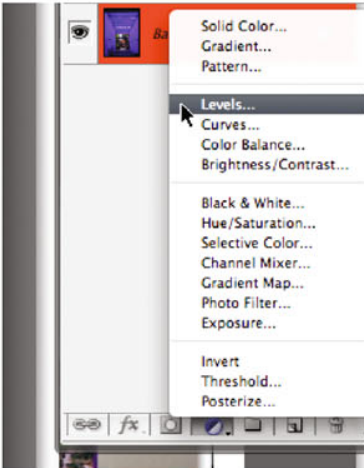 Ba
Solid Color...
Gradient...
Pattern...
Levels...
Curves...
Color Balance...
Brightness/Contrast...
Black & White...
Hue/Saturation...
Selective Color...
Channel Mixer...
Gradient Map...
Photo Filter...
Exposure...
Invert
Threshold...
Posterize...
fx.